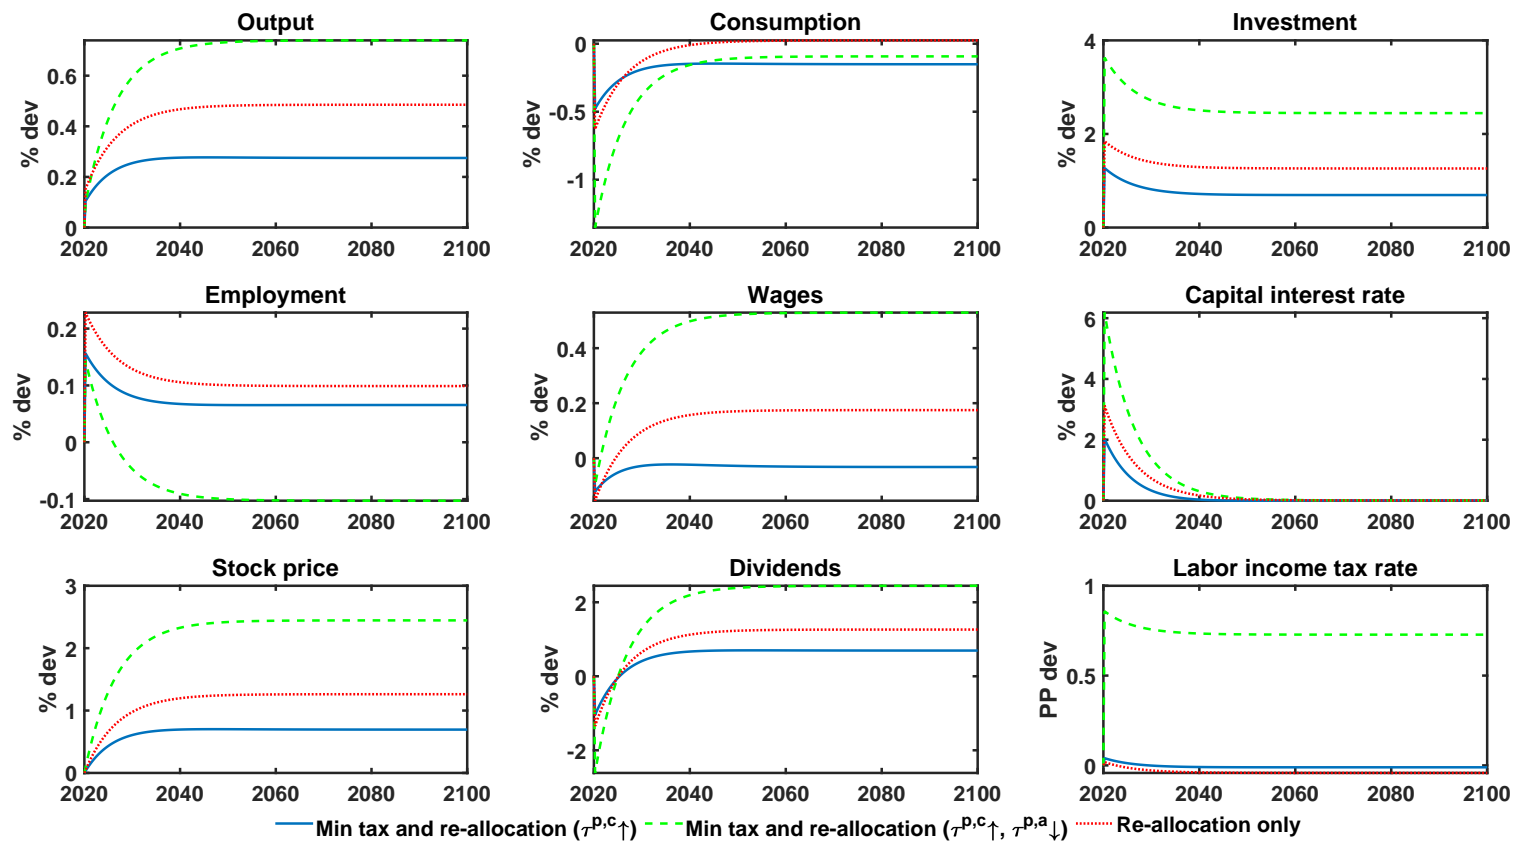 Output
Consumption
Investment
% dev
0.6
0.4
0.2
0
2020 2040 2060 2080 2100
% dev
0
-0.5
-1
2020 2040 2060 2080 2100
% dev
4
2
0
2020 2040 2060 2080 2100
Employment
Wages
Capital interest rate
% dev
0.2
0.1
0
-0.1
2020 2040 2060 2080 2100
% dev
0.4
0.2
0
2020 2040 2060 2080 2100
% dev
6
4
2
0
2020 2040 2060 2080 2100
Stock price
Dividends
Labor income tax rate
% dev
3
2
1
0
2020 2040 2060 2080 2100
% dev
2
0
-2
2020 2040 2060 2080 2100
PP dev
1
0.5
0
2020 2040 2060 2080 2100
Min tax and re-allocation (τ^p,c↑) Min tax and re-allocation (τ^p,c↑, τ^p,a↓) Re-allocation only